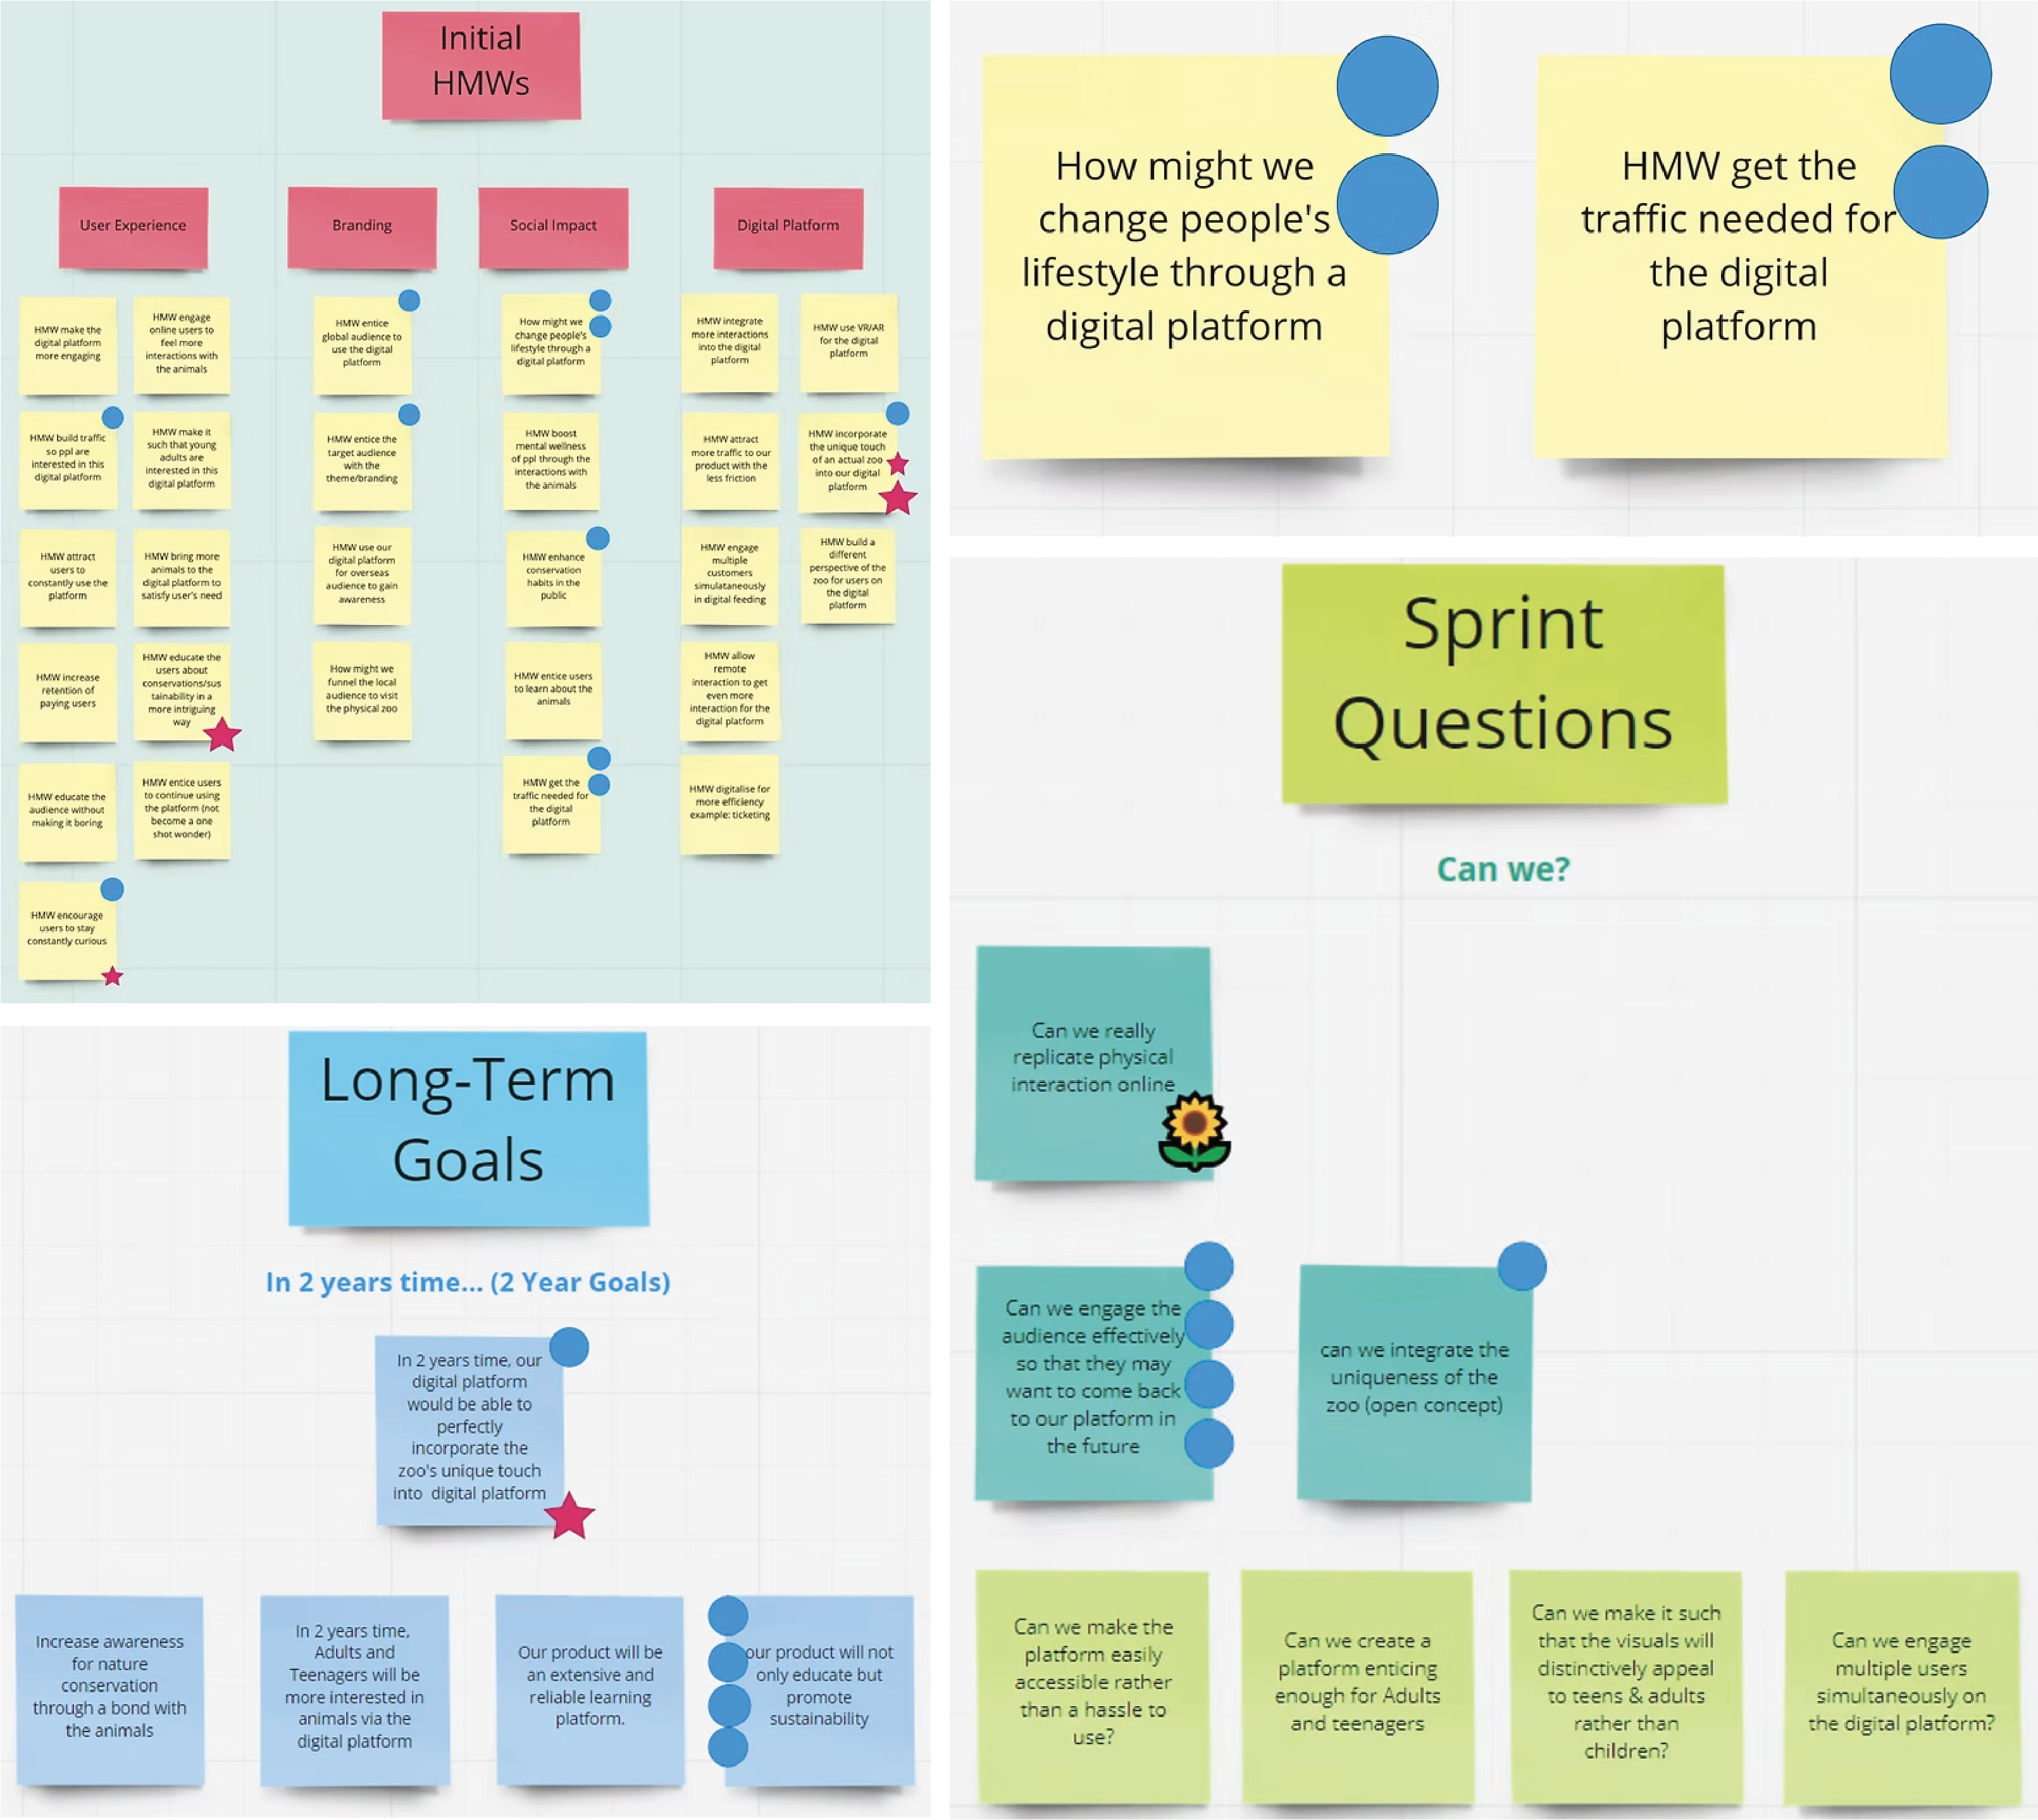 Initial
HMWs
User Experience
Branding
Social Impact
Digital Platform
HMW make the
digital platform
more engaging
HMW engage
online users to
feel more
interactions with
the animals
HMW build traffic
so ppl are
interested in this
digital platform
HMW make it
such that young
adults are
interested in this
digital platform
HMW attract
users to
constantly use the
platform
HMW bring more
animals to the
digital platform to
satisfy user's need
HMW increase
retention of
paying users
HMW educate the
users about
conservations/sus
tainability in a
more intriguing
way
HMW educate the
audience without
making it boring
HMW entice users
to continue using
the platform (not
become a one
shot wonder)
HMW encourage
users to stay
constantly curious
HMW entice
global audience to
use the digital
platform
HMW entice the
target audience
with the
theme/branding
HMW use our
digital platform
for overseas
audience to gain
awareness
How might we
funnel the local
audience to visit
the physical zoo
How might we
change people's
lifestyle through a
digital platform
HMW boost
mental wellness
of ppl through the
interactions with
the animals
HMW enhance
conservation
habits in the
public
HMW entice users
to learn about the
animals
HMW get the
traffic needed for
the digital
platform
HMW integrate
more interactions
into the digital
platform
HMW use VR/AR
for the digital
platform
HMW attract
more traffic to our
product with the
less friction
HMW incorporate
the unique touch
of an actual zoo
into our digital
platform
HMW engage
multiple
customers
simulataneously
in digital feeding
HMW build a
different
perspective of the
zoo for users on
the digital
platform
HMW allow
remote
interaction to get
even more
interaction for the
digital platform
HMW digitalise for
more efficiency
example: ticketing
How might we
change people's
lifestyle through a
digital platform
HMW get the
traffic needed for
the digital
platform
Long-Term
Goals
In 2 years time... (2 Year Goals)
In 2 years time, our
digital platform
would be able to
perfectly
incorporate the
zoo's unique touch
into digital platform
Increase awareness
for nature
conservation
through a bond with
the animals
In 2 years time,
Adults and
Teenagers will be
more interested in
animals via the
digital platform
Our product will be
an extensive and
reliable learning
platform.
our product will not
only educate but
promote
sustainability
Sprint
Questions
Can we?
Can we really
replicate physical
interaction online
Can we engage the
audience effectively
so that they may
want to come back
to our platform in
the future
can we integrate the
uniqueness of the
zoo (open concept)
Can we make the
platform easily
accessible rather
than a hassle to
use?
Can we create a
platform enticing
enough for Adults
and teenagers
Can we make it such
that the visuals will
distinctively appeal
to teens & adults
rather than
children?
Can we engage
multiple users
simultaneously on
the digital platform?